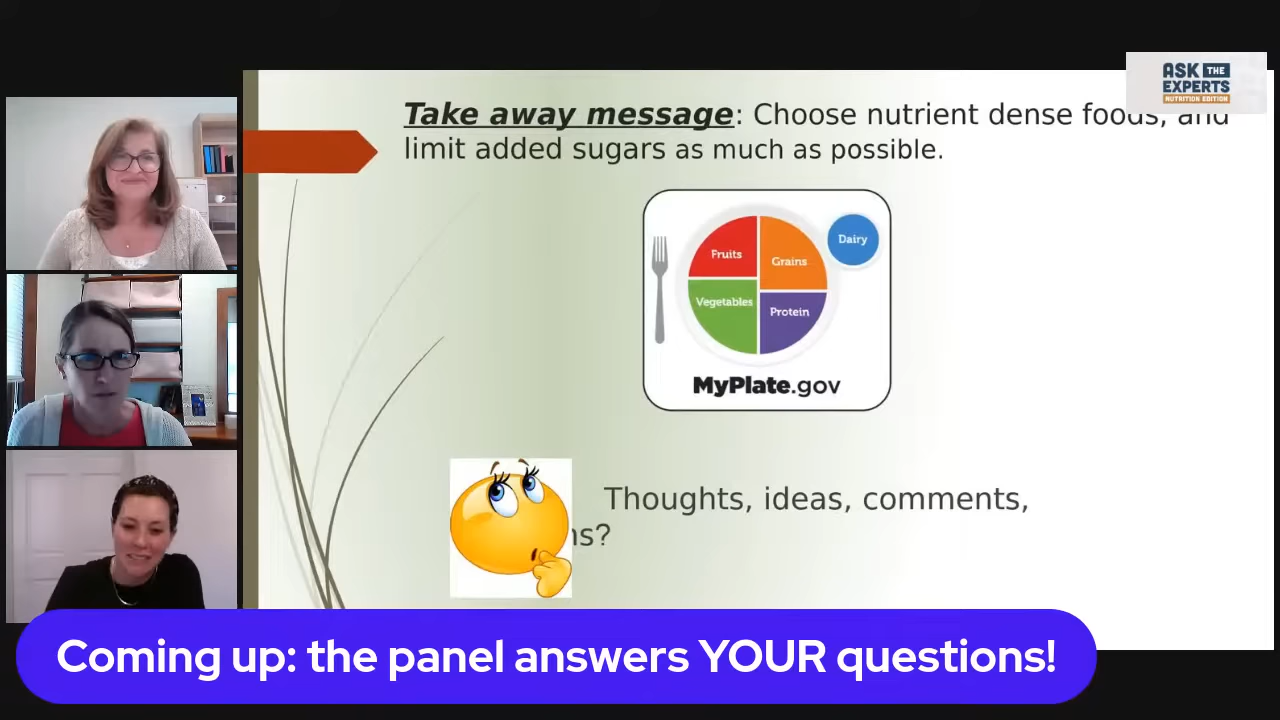 ASK THE
EXPERTS
NUTRITION EDITION
Take away message: Choose nutrient dense foods, and
limit added sugars as much as possible.
Fruits
Grains
Dairy
Vegetables
Protein
MyPlate.gov
Thoughts, ideas, comments,
ns?
Coming up: the panel answers YOUR questions!